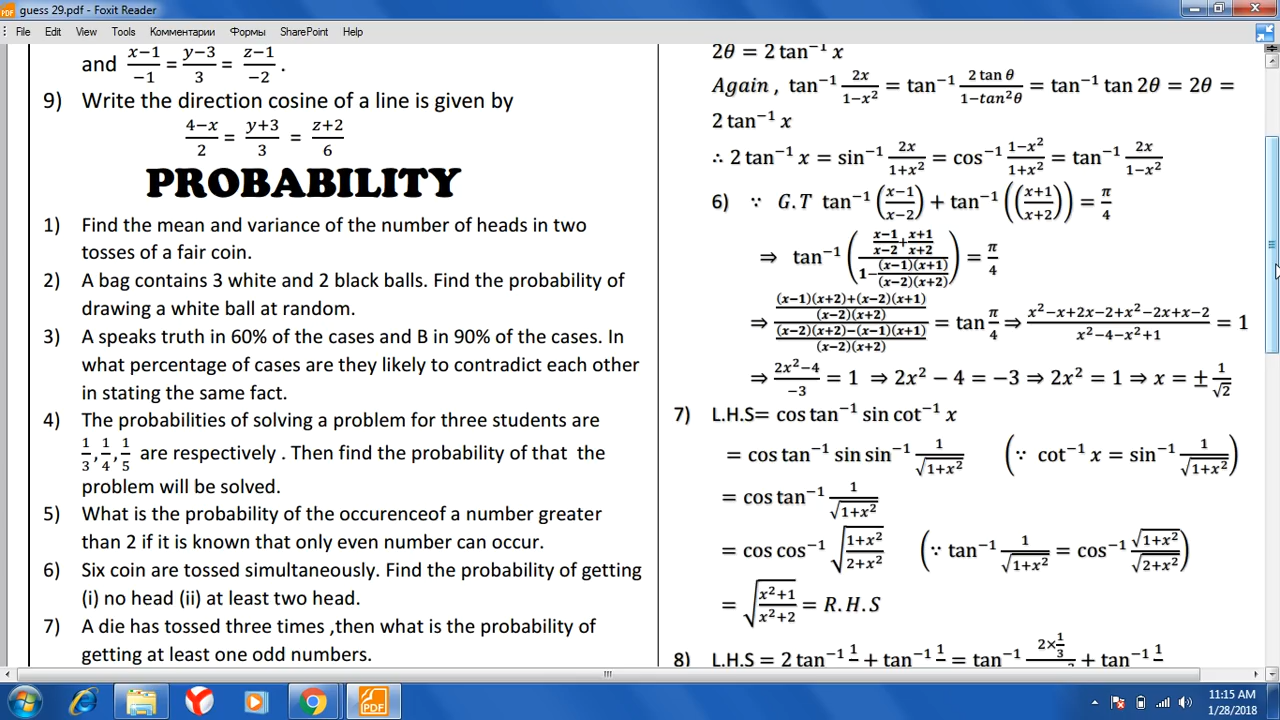 guess 29.pdf - Foxit Reader
File Edit View Tools Комментарии Формы SharePoint Help
and (x−1)/(−1) = (y−3)/3 = (z−1)/(−2) .
9) Write the direction cosine of a line is given by
(4−x)/2 = (y+3)/3 = (z+2)/6
PROBABILITY
1) Find the mean and variance of the number of heads in two
tosses of a fair coin.
2) A bag contains 3 white and 2 black balls. Find the probability of
drawing a white ball at random.
3) A speaks truth in 60% of the cases and B in 90% of the cases. In
what percentage of cases are they likely to contradict each other
in stating the same fact.
4) The probabilities of solving a problem for three students are
1/3 , 1/4 , 1/5 are respectively . Then find the probability of that the
problem will be solved.
5) What is the probability of the occurenceof a number greater
than 2 if it is known that only even number can occur.
6) Six coin are tossed simultaneously. Find the probability of getting
(i) no head (ii) at least two head.
7) A die has tossed three times ,then what is the probability of
getting at least one odd numbers.
2θ = 2 tan⁻¹ x
Again , tan⁻¹ 2x/(1−x²) = tan⁻¹ (2 tan θ)/(1−tan²θ) = tan⁻¹ tan 2θ = 2θ =
2 tan⁻¹ x
∴ 2 tan⁻¹ x = sin⁻¹ 2x/(1+x²) = cos⁻¹ (1−x²)/(1+x²) = tan⁻¹ 2x/(1−x²)
6) ∵ G.T tan⁻¹ ((x−1)/(x−2)) + tan⁻¹ (((x+1)/(x+2))) = π/4
⇒ tan⁻¹ (((x−1)/(x−2) + (x+1)/(x+2))/(1 − ((x−1)(x+1))/((x−2)(x+2)))) = π/4
⇒ (((x−1)(x+2)+(x−2)(x+1))/((x−2)(x+2)))/(((x−2)(x+2)−(x−1)(x+1))/((x−2)(x+2))) = tan π/4 ⇒ (x²−x+2x−2+x²−2x+x−2)/(x²−4−x²+1) = 1
⇒ (2x²−4)/(−3) = 1 ⇒ 2x² − 4 = −3 ⇒ 2x² = 1 ⇒ x = ± 1/√2
7) L.H.S= cos tan⁻¹ sin cot⁻¹ x
= cos tan⁻¹ sin sin⁻¹ 1/√(1+x²) (∵ cot⁻¹ x = sin⁻¹ 1/√(1+x²))
= cos tan⁻¹ 1/√(1+x²)
= cos cos⁻¹ √((1+x²)/(2+x²)) (∵ tan⁻¹ 1/√(1+x²) = cos⁻¹ √(1+x²)/√(2+x²))
= √((x²+1)/(x²+2)) = R.H.S
8) L.H.S = 2 tan⁻¹ 1 + tan⁻¹ 1 = tan⁻¹ 2×1/3 + tan⁻¹ 1
11:15 AM
1/28/2018